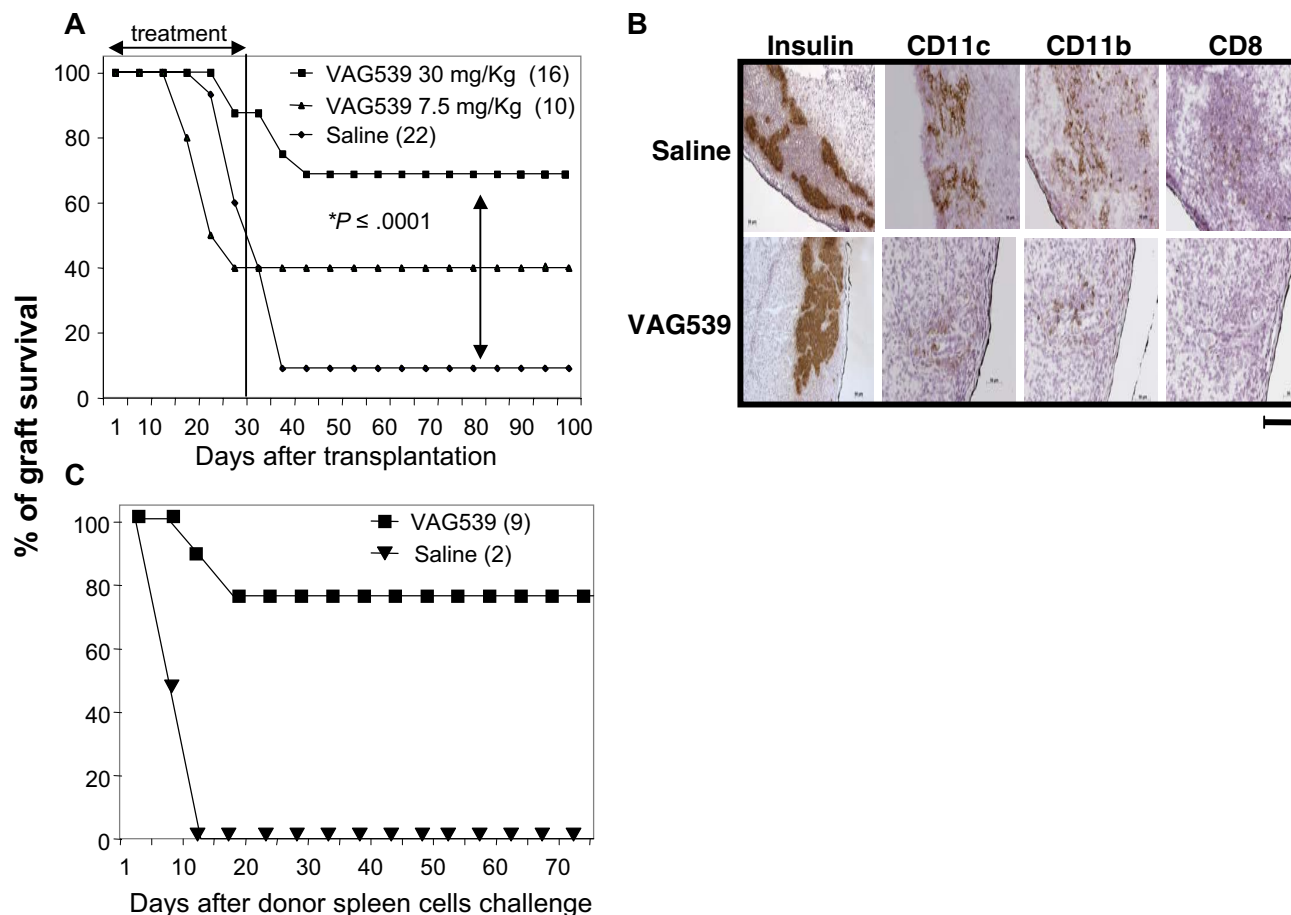 A
treatment
VAG539 30 mg/Kg (16)
VAG539 7.5 mg/Kg (10)
Saline (22)
*P ≤ .0001
100
80
60
40
20
0
1 10 20 30 40 50 60 70 80 90 100
Days after transplantation
% of graft survival
B
Insulin CD11c CD11b CD8
Saline
VAG539
C
VAG539 (9)
Saline (2)
100
80
60
40
20
0
1 10 20 30 40 50 60 70
Days after donor spleen cells challenge